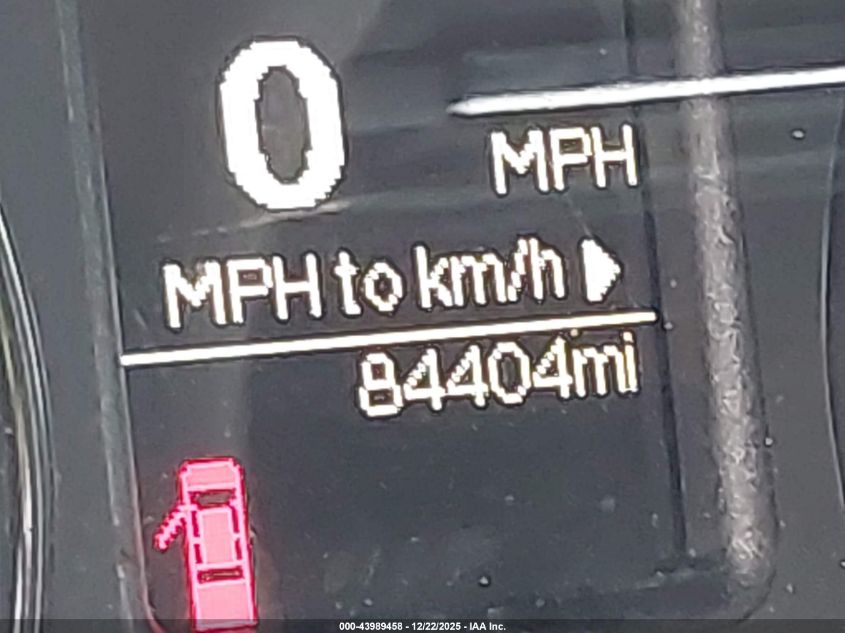 0
MPH
MPH to km/h
84404mi
000-43989458 - 12/22/2025 - IAA Inc.